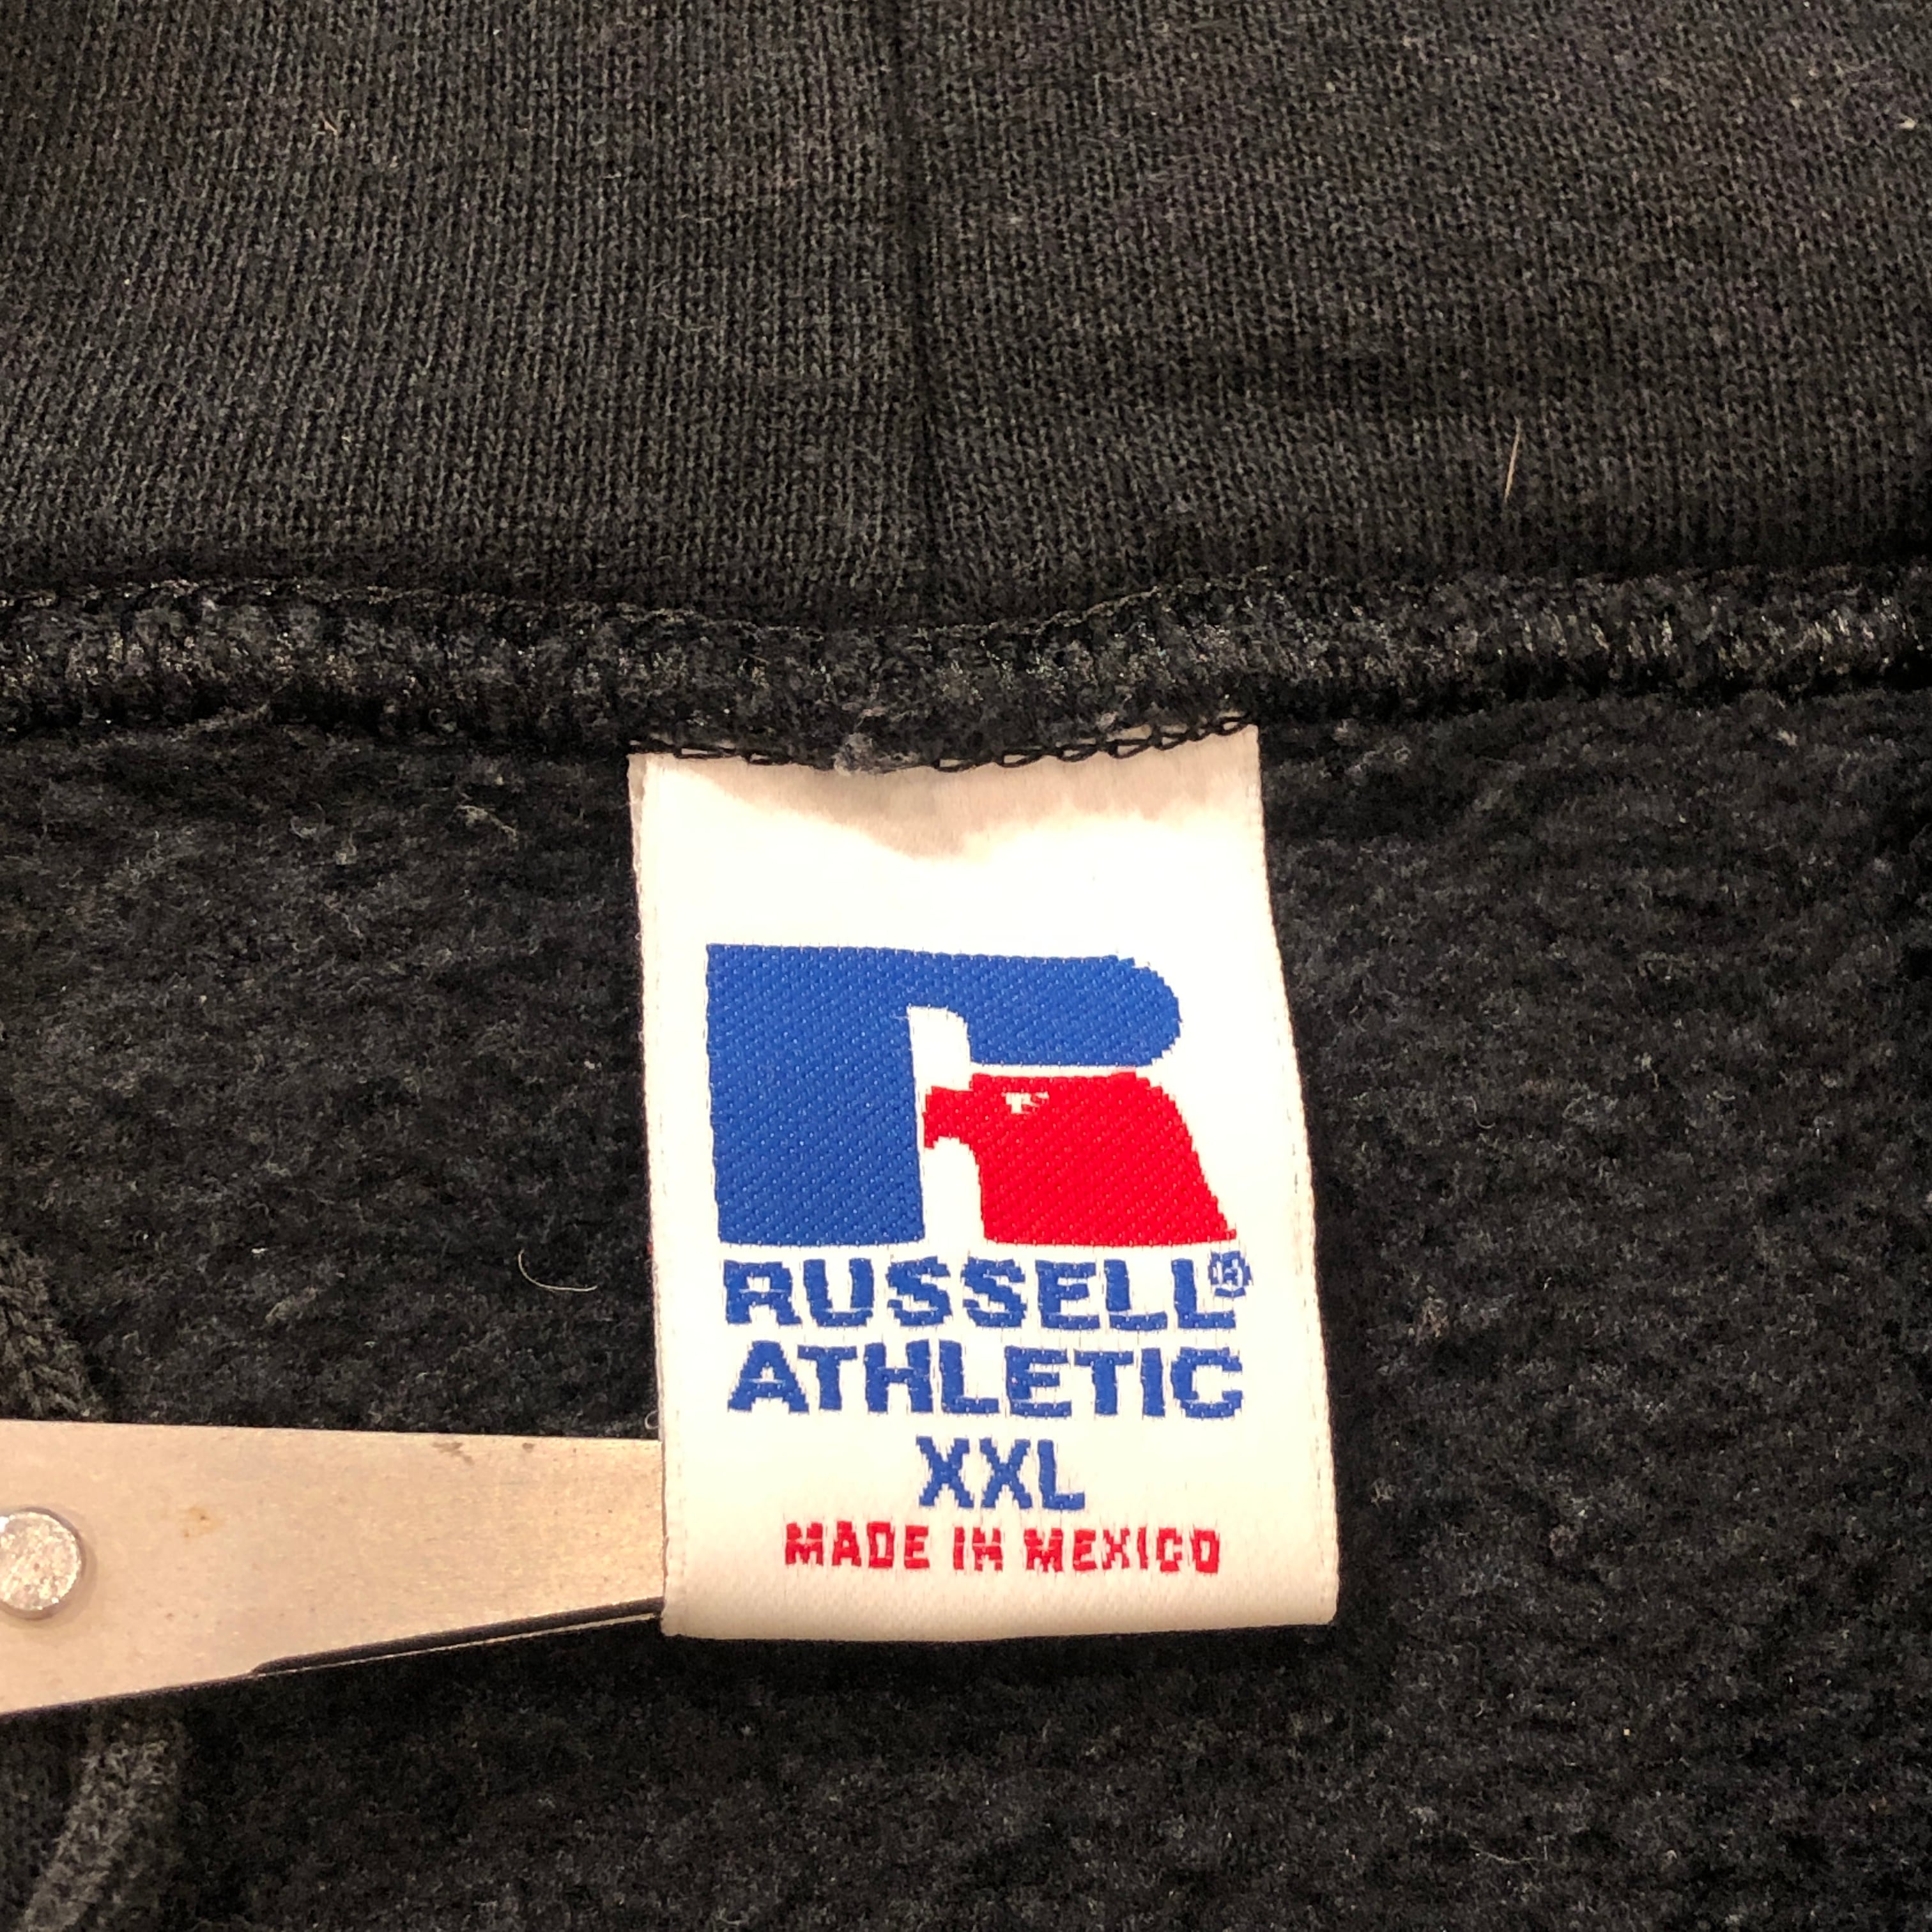 RUSSELL®
ATHLETIC
XXL
MADE IN MEXICO